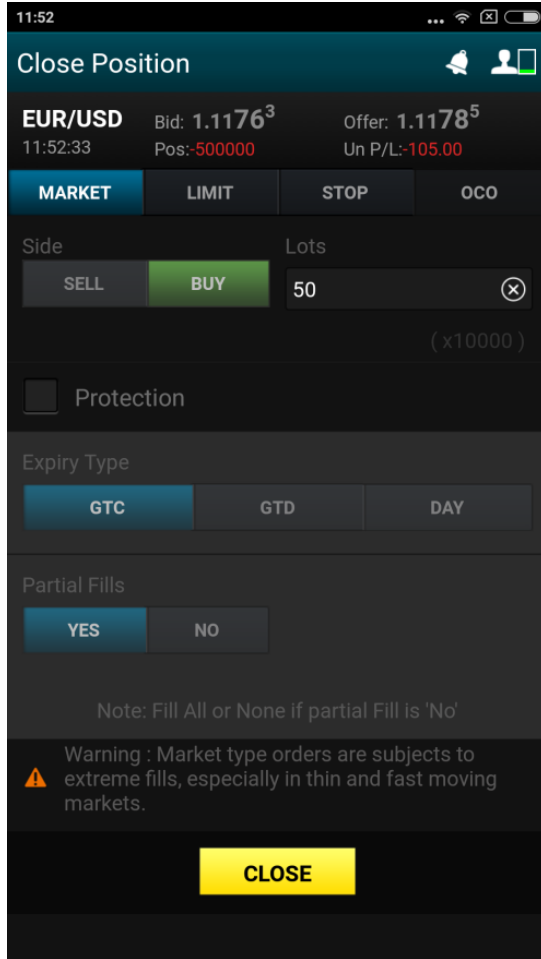 11:52
Close Position
EUR/USD Bid: 1.11763 Offer: 1.11785
11:52:33 Pos:-500000 Un P/L:-105.00
MARKET LIMIT STOP OCO
Side Lots
SELL BUY 50
( x10000 )
Protection
Expiry Type
GTC GTD DAY
Partial Fills
YES NO
Note: Fill All or None if partial Fill is 'No'
Warning : Market type orders are subjects to
extreme fills, especially in thin and fast moving
markets.
CLOSE